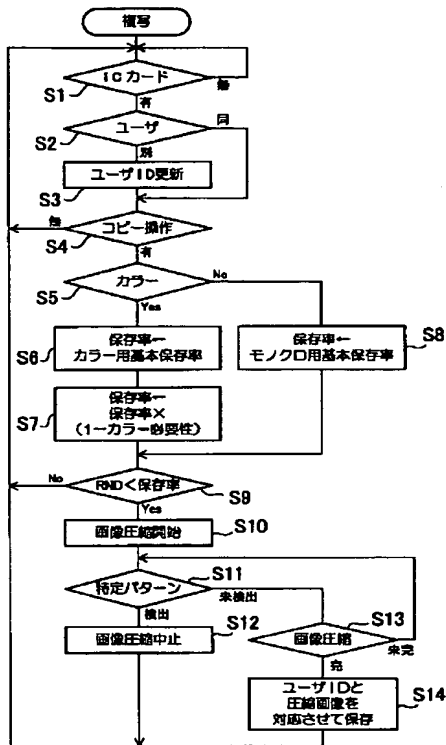 複写
ICカード
S1
無
有
ユーザ
同
S2
別
ユーザID更新
S3
コピー操作
無
S4
有
カラー
No
S5
Yes
保存率←
カラー用基本保存率
S6
保存率←
モノクロ用基本保存率
S8
保存率←
保存率×
(1−カラー必要性)
S7
RND<保存率
No
S9
Yes
画像圧縮開始
S10
特定パターン
S11
検出
未検出
画像圧縮中止
S12
画像圧縮
S13
未完
完
ユーザIDと
圧縮画像を
対応させて保存
S14